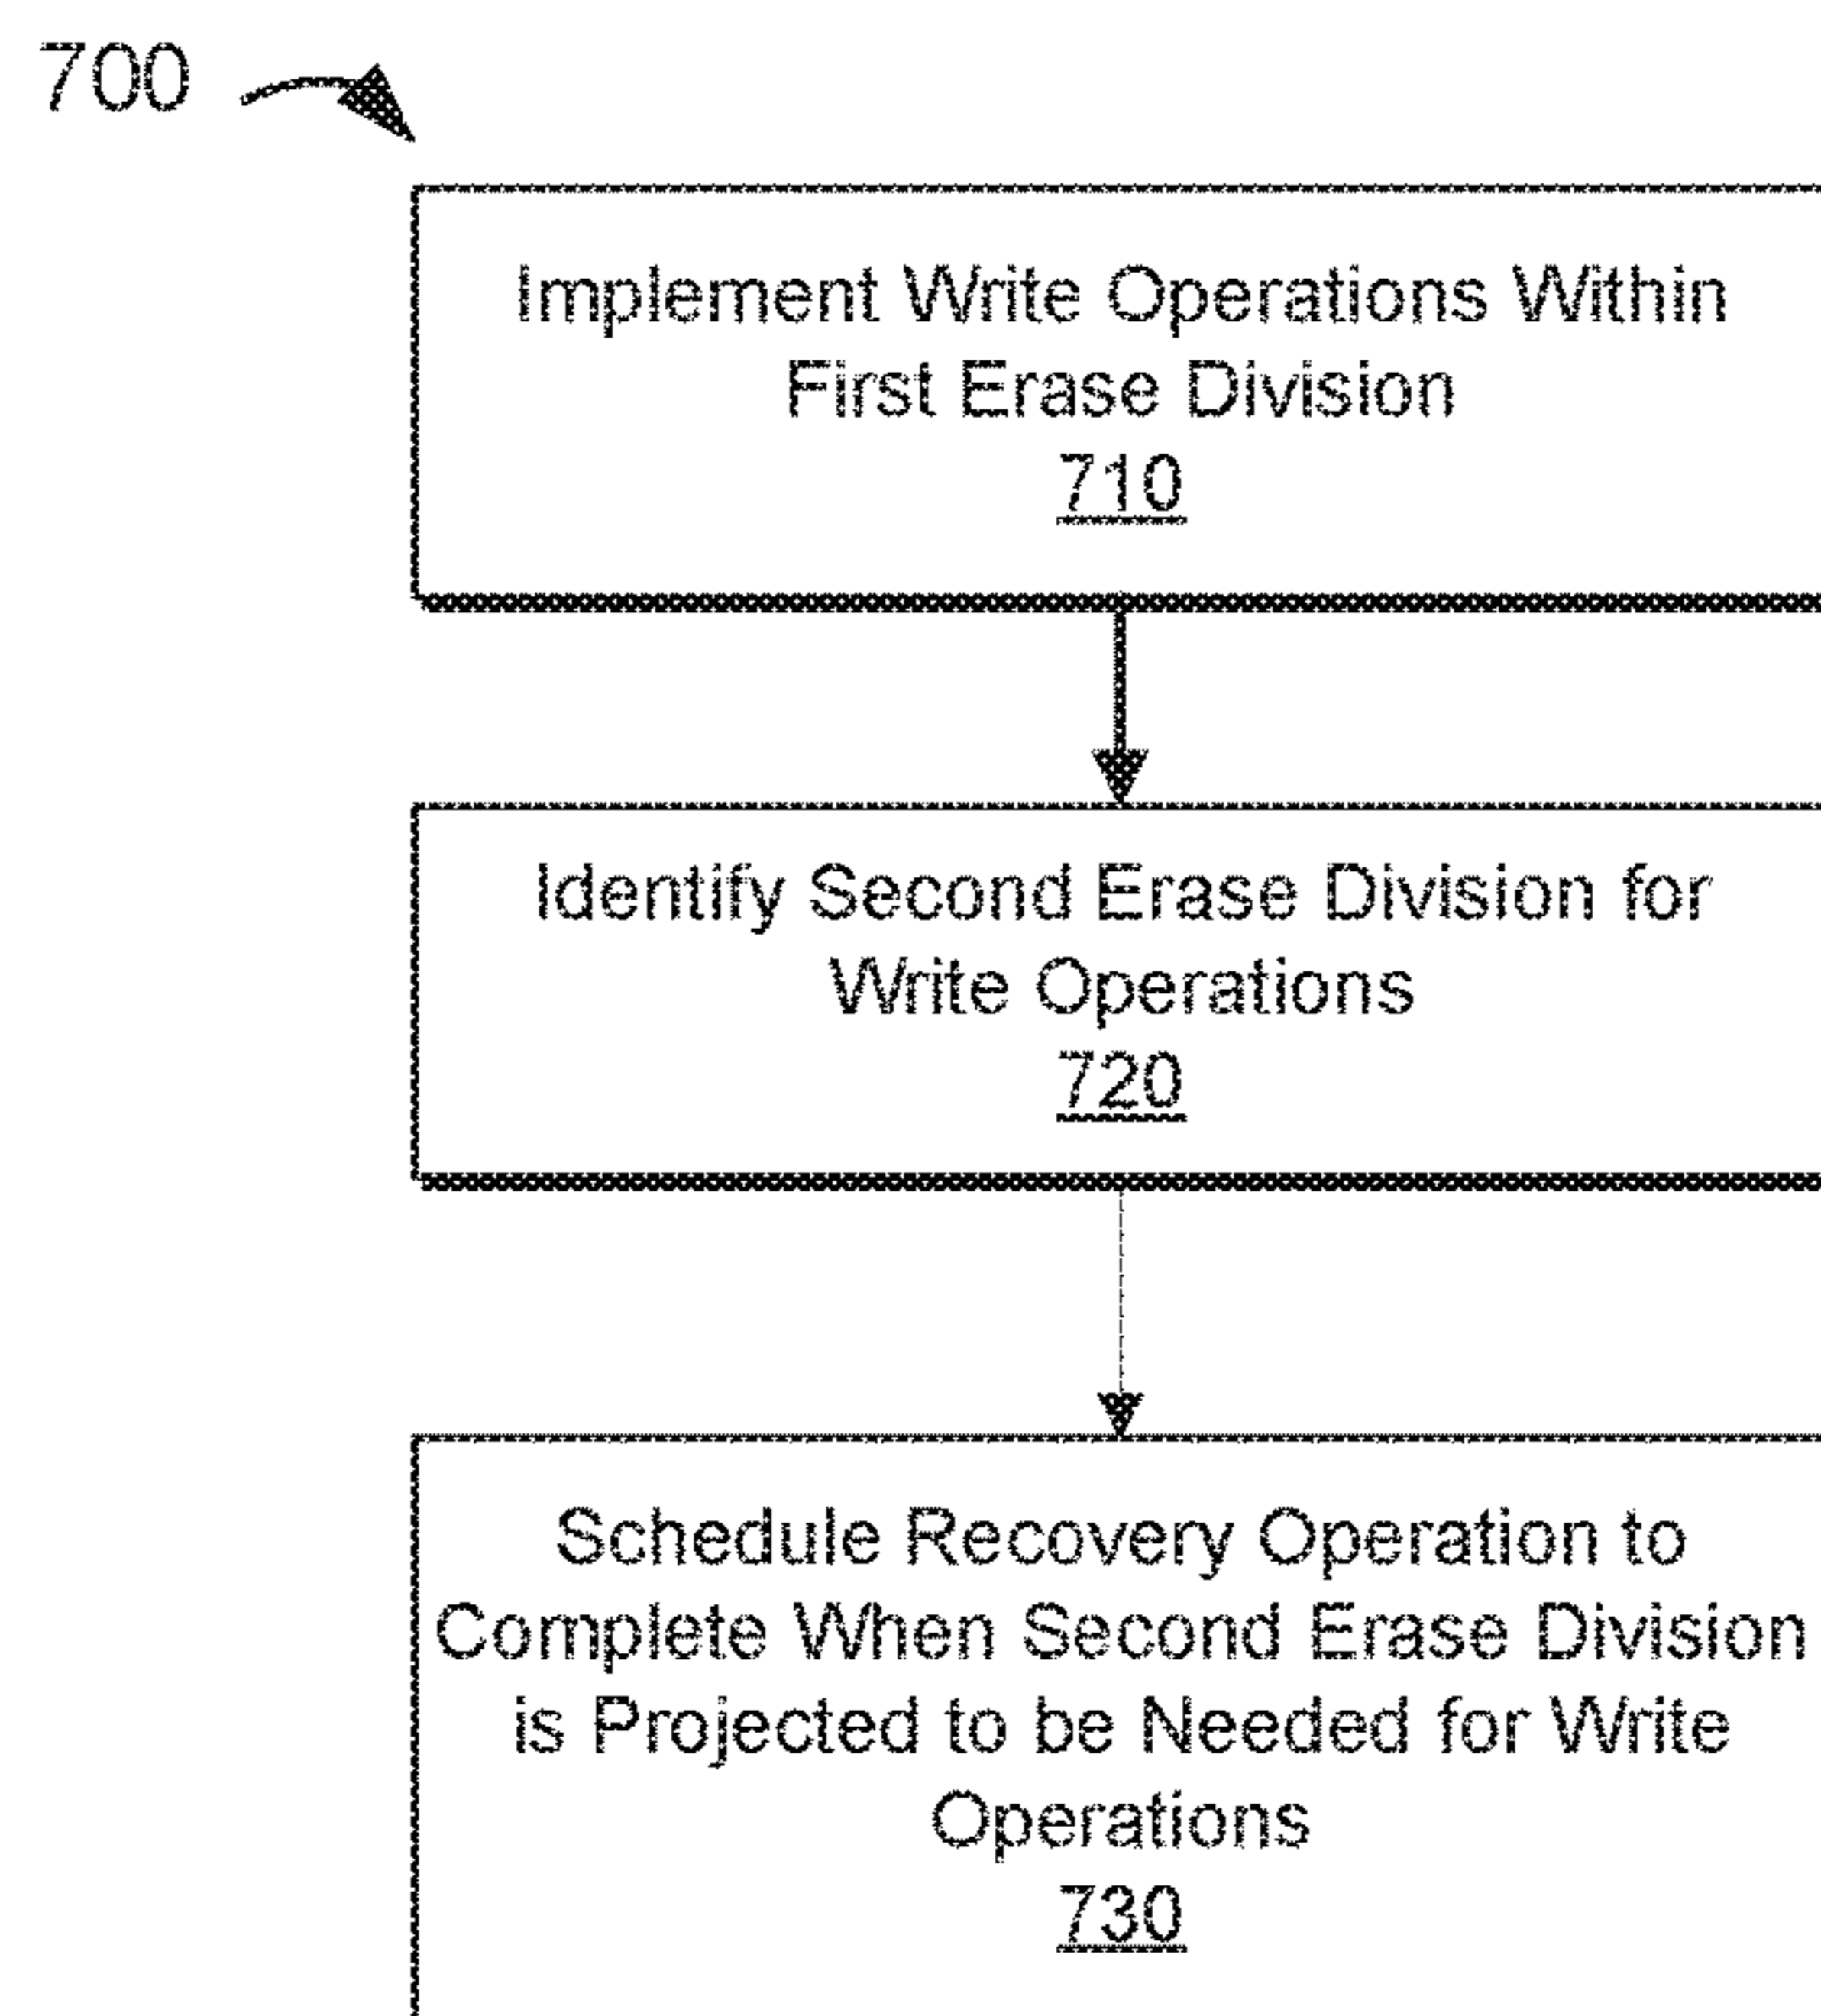 700
Implement Write Operations Within
First Erase Division
710
Identify Second Erase Division for
Write Operations
720
Schedule Recovery Operation to
Complete When Second Erase Division
is Projected to be Needed for Write
Operations
730